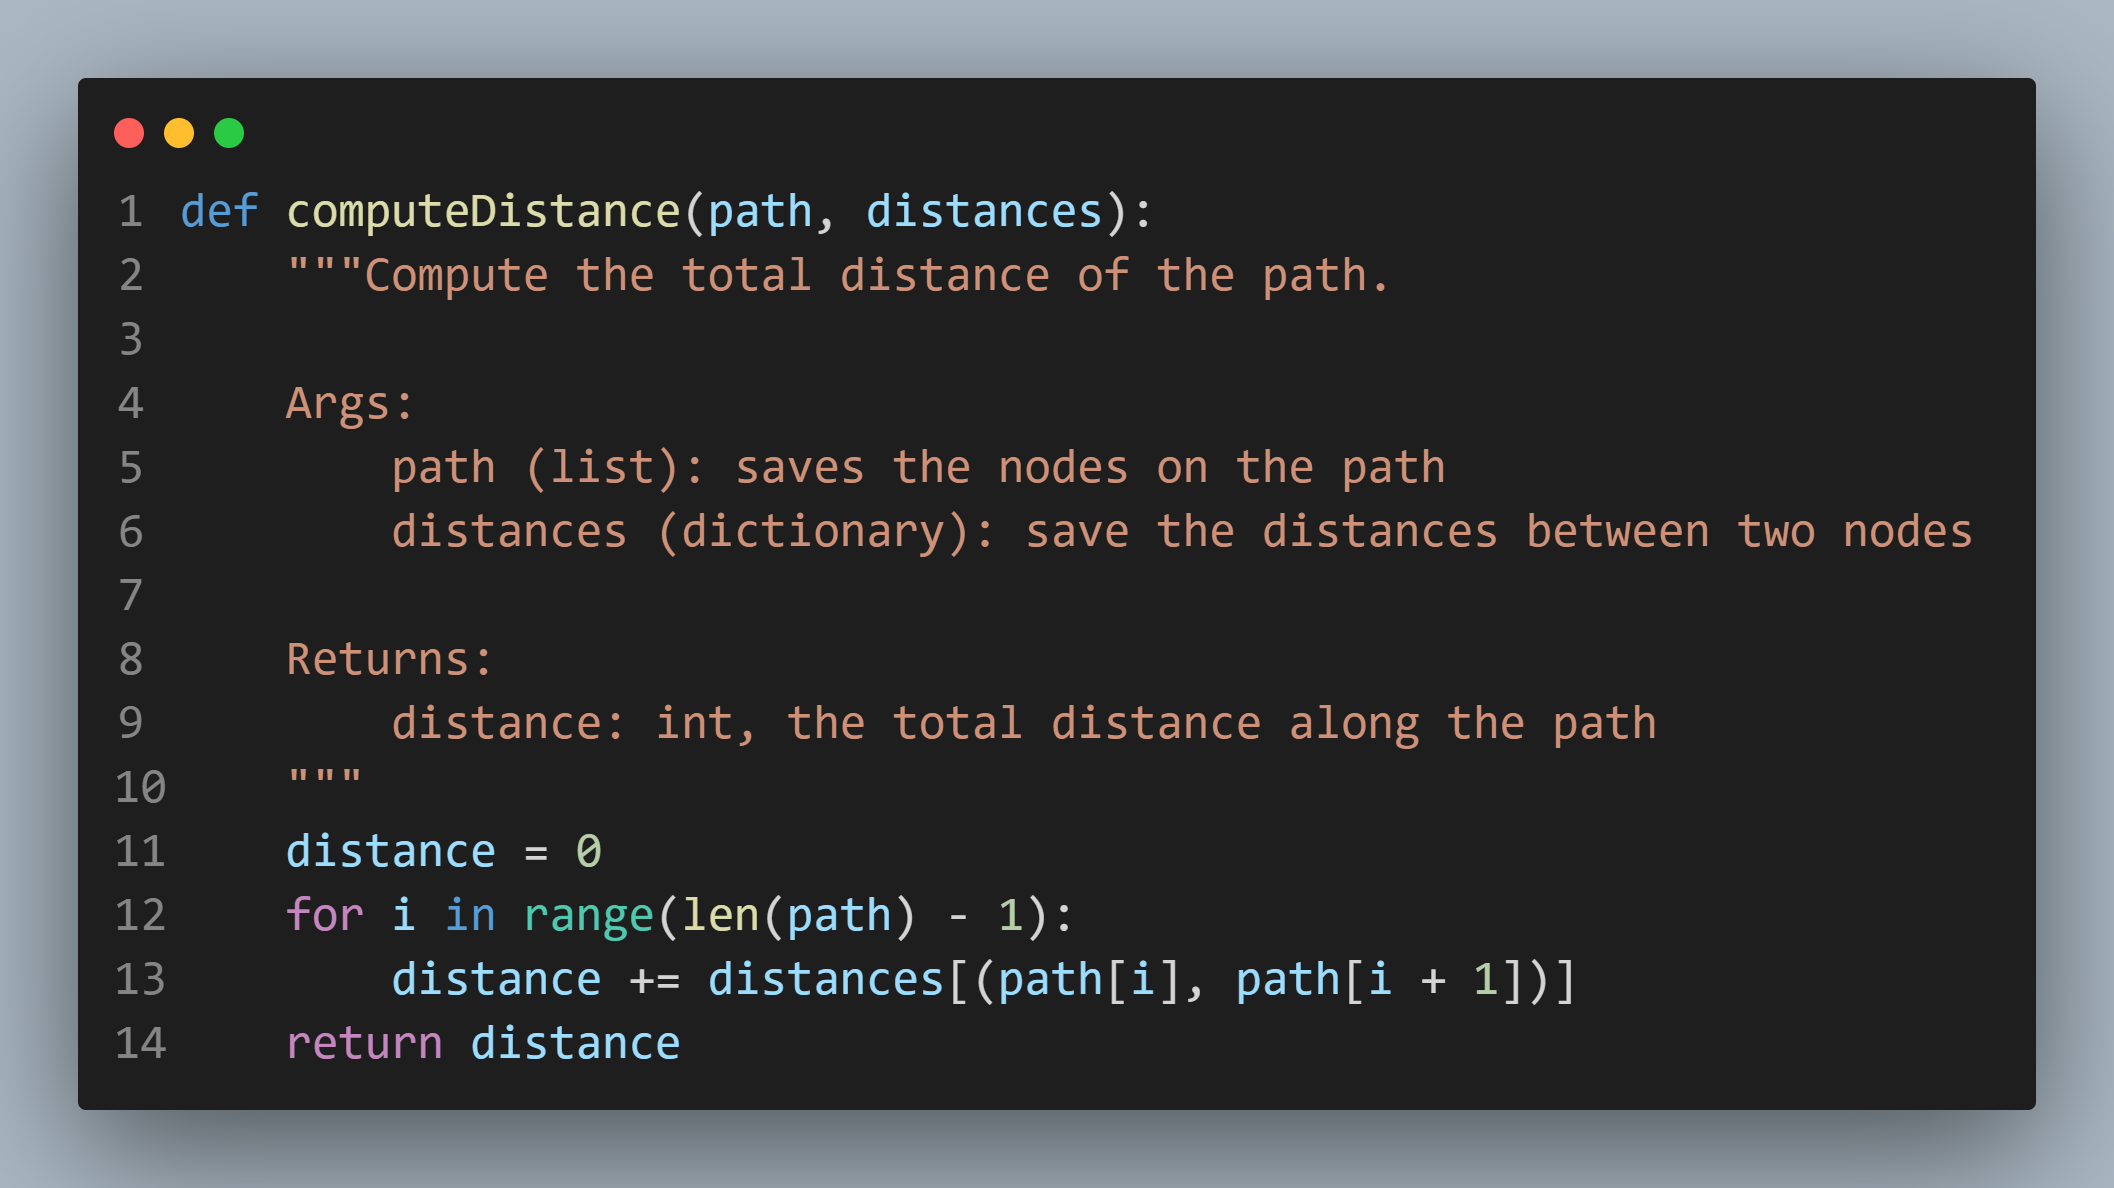 1 def computeDistance(path, distances):
2     """Compute the total distance of the path.
3
4     Args:
5         path (list): saves the nodes on the path
6         distances (dictionary): save the distances between two nodes
7
8     Returns:
9         distance: int, the total distance along the path
10     """
11     distance = 0
12     for i in range(len(path) - 1):
13         distance += distances[(path[i], path[i + 1])]
14     return distance